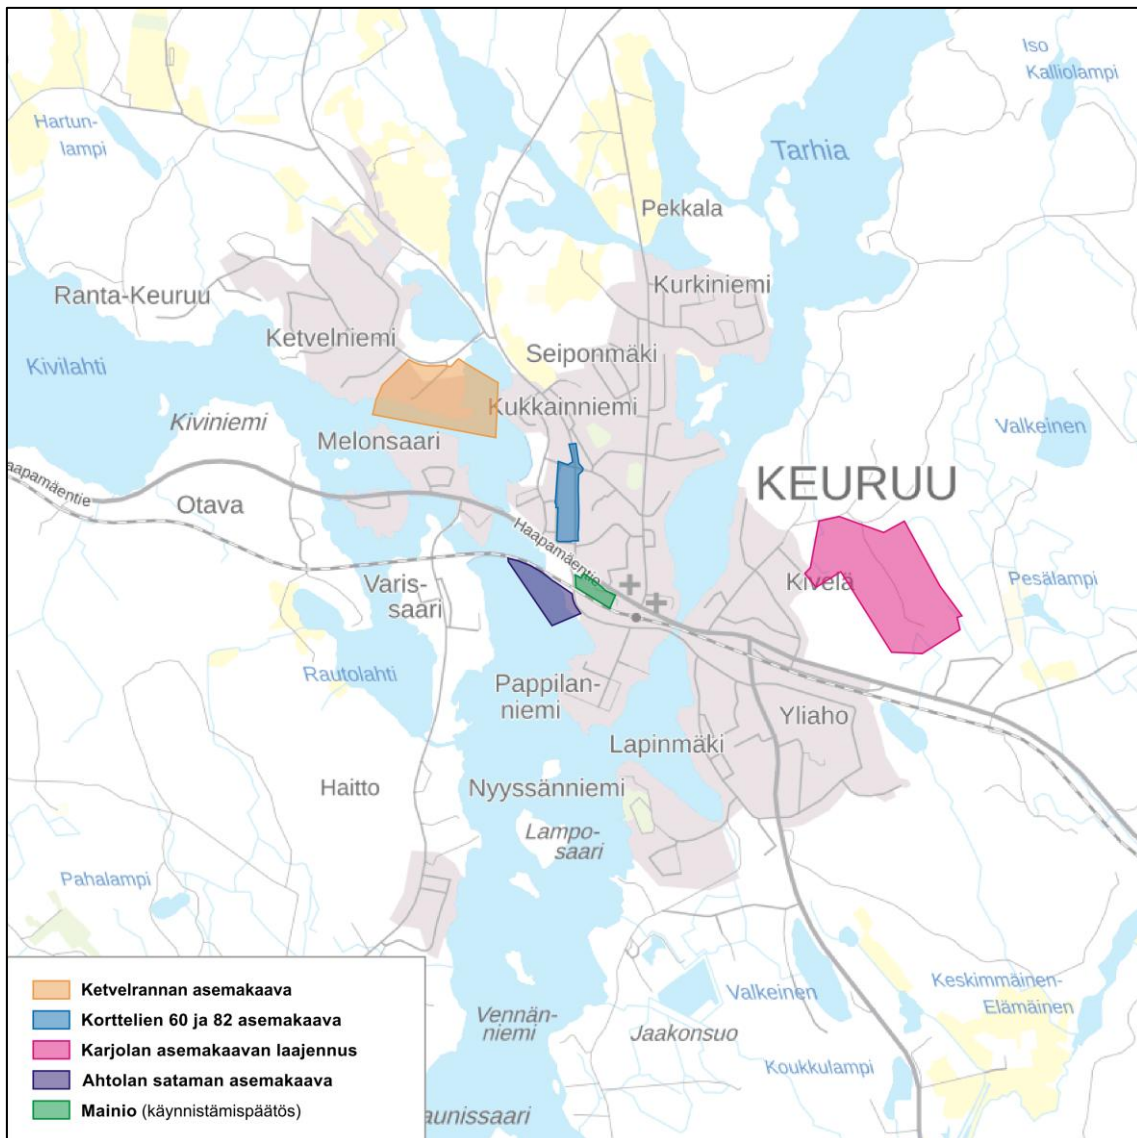 Iso
Kalliolampi
Hartun-
lampi
Tarhia
Pekkala
Kurkiniemi
Ranta-Keuruu
Ketvelniemi
Seiponmäki
Kivilahti
Kukkainniemi
Kiviniemi
Melonsaari
Valkeinen
aapamäentie
KEURUU
Otava
Haapamäentie
Varis-
saari
Kivelä
Pesälampi
Rautolahti
Pappilan-
niemi
Yliaho
Lapinmäki
Haitto
Nyyssänniemi
Lampo-
saari
Pahalampi
Keskimmäinen-
Elämäinen
Valkeinen
Vennän-
niemi
Jaakonsuo
Koukkulampi
aunissaari
Ketvelrannan asemakaava
Korttelien 60 ja 82 asemakaava
Karjolan asemakaavan laajennus
Ahtolan sataman asemakaava
Mainio (käynnistämispäätös)